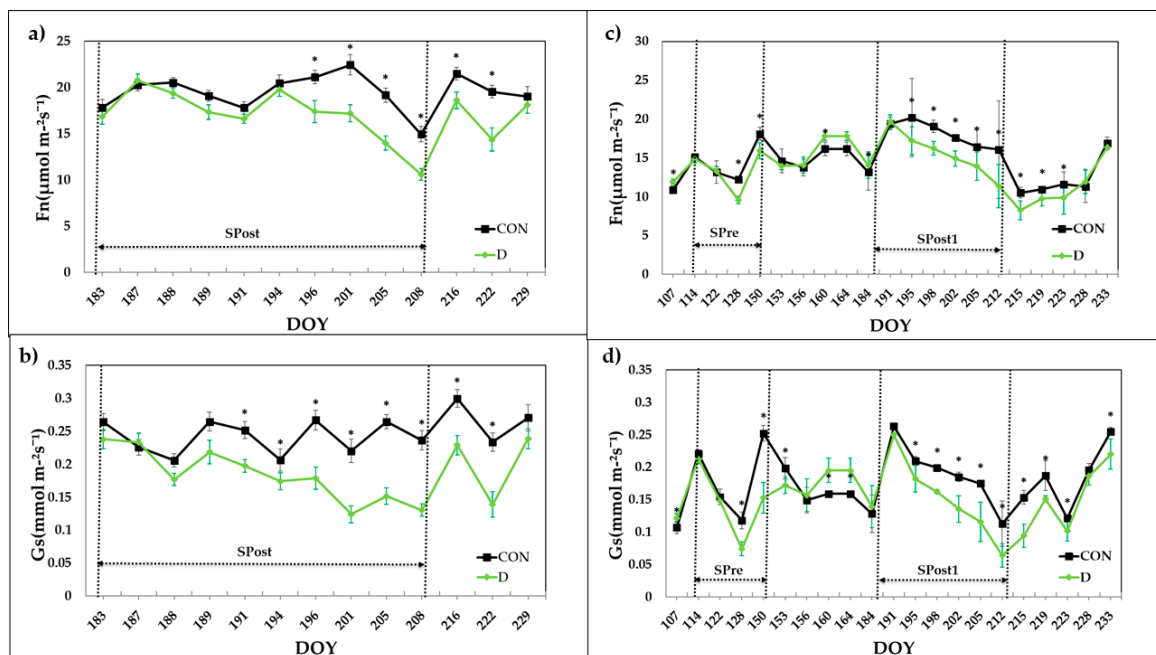 a)
Fn(μmol m-²s⁻¹)
25
20
15
10
5
0
* * * * * *
SPost
CON
D
183 187 188 189 191 194 196 201 205 208 216 222 229
DOY
c)
Fn(μmol m-²s⁻¹)
30
25
20
15
10
5
0
* * * * * * * * * * * * *
SPre
SPost1
CON
D
107 114 122 128 150 153 156 160 164 184 191 195 198 202 205 212 215 219 223 228 233
DOY
b)
Gs(mmol m-²s⁻¹)
0.35
0.3
0.25
0.2
0.15
0.1
0.05
0
* * * * * * * *
SPost
CON
D
183 187 188 189 191 194 196 201 205 208 216 222 229
DOY
d)
Gs(mmol m-²s⁻¹)
0.35
0.3
0.25
0.2
0.15
0.1
0.05
0
* * * * * * * * * * * * * * *
SPre
SPost1
CON
D
107 114 122 128 150 153 156 160 164 184 191 195 198 202 205 212 215 219 223 228 233
DOY